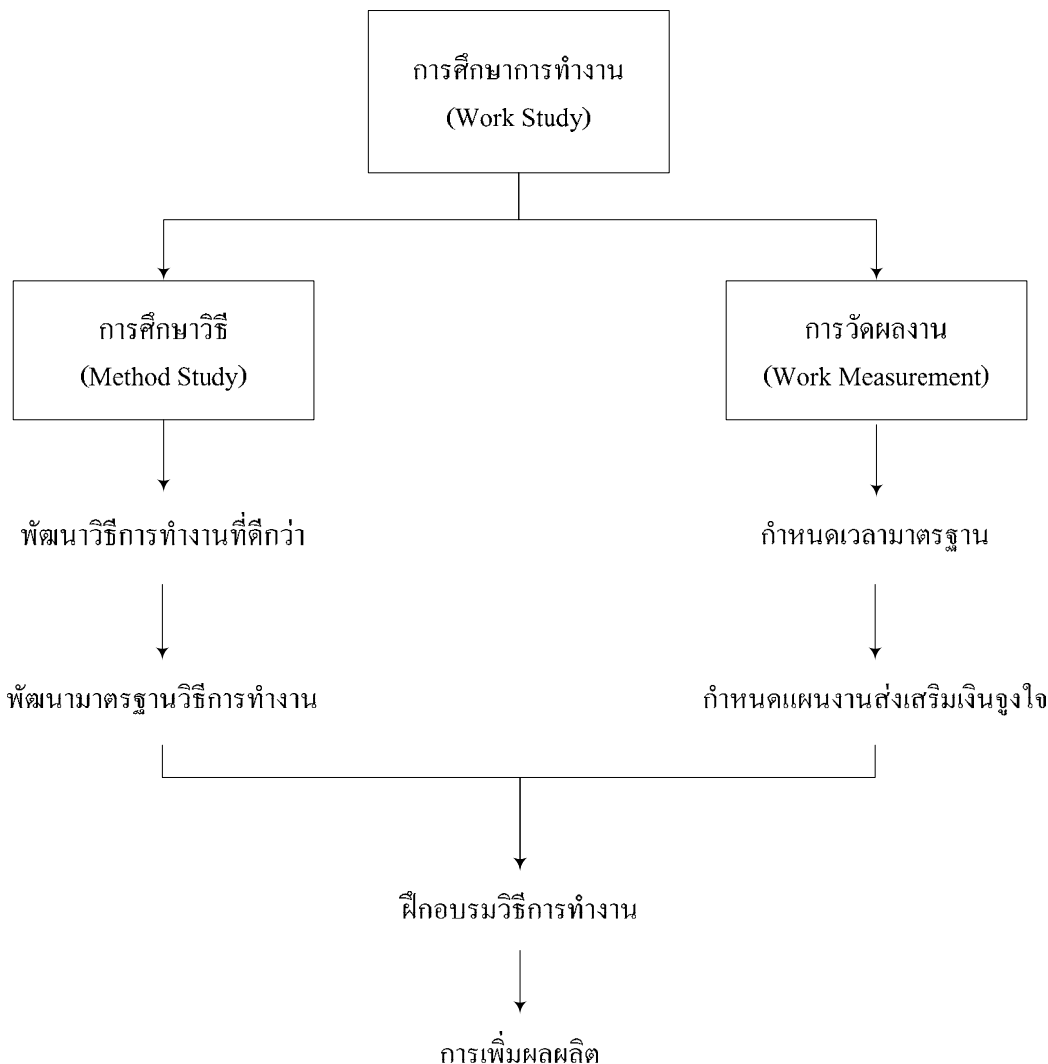 การศึกษาการทำงาน
(Work Study)
การศึกษาวิธี
(Method Study)
การวัดผลงาน
(Work Measurement)
พัฒนาวิธีการทำงานที่ดีกว่า
กำหนดเวลามาตรฐาน
พัฒนามาตรฐานวิธีการทำงาน
กำหนดแผนงานส่งเสริมเงินจูงใจ
ฝึกอบรมวิธีการทำงาน
การเพิ่มผลผลิต